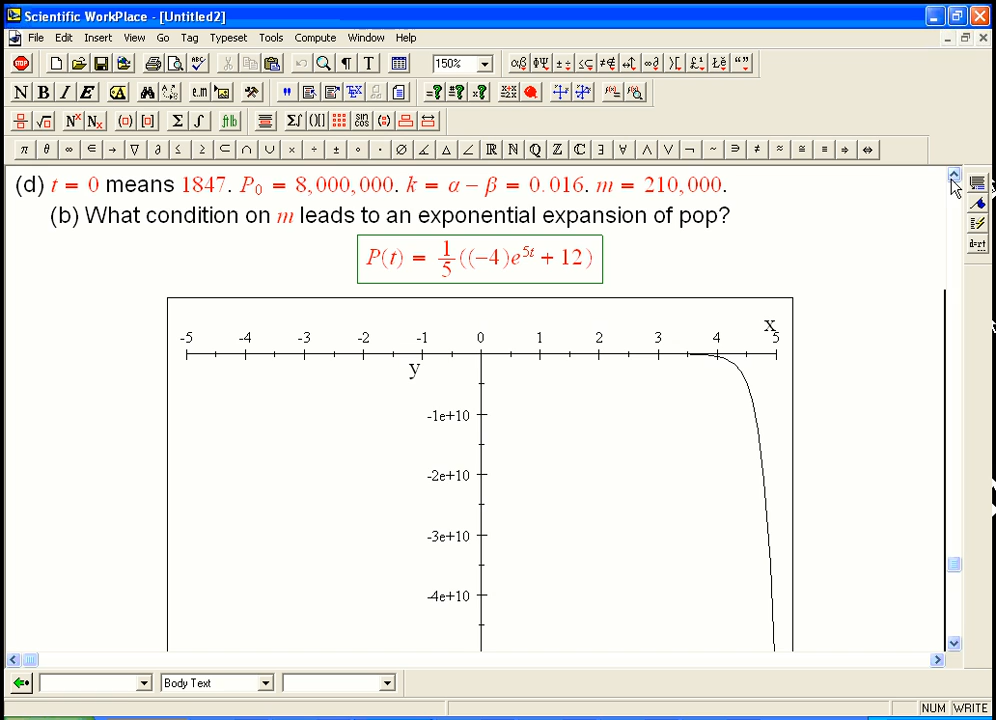 Scientific WorkPlace - [Untitled2]
File Edit Insert View Go Tag Typeset Tools Compute Window Help
150%
(d) t = 0 means 1847. P₀ = 8,000,000. k = α − β = 0.016. m = 210,000.
(b) What condition on m leads to an exponential expansion of pop?
P(t) = 1/5((−4)e⁵ᵗ + 12)
x
-5 -4 -3 -2 -1 0 1 2 3 4 5
y
-1e+10
-2e+10
-3e+10
-4e+10
Body Text
NUM WRITE